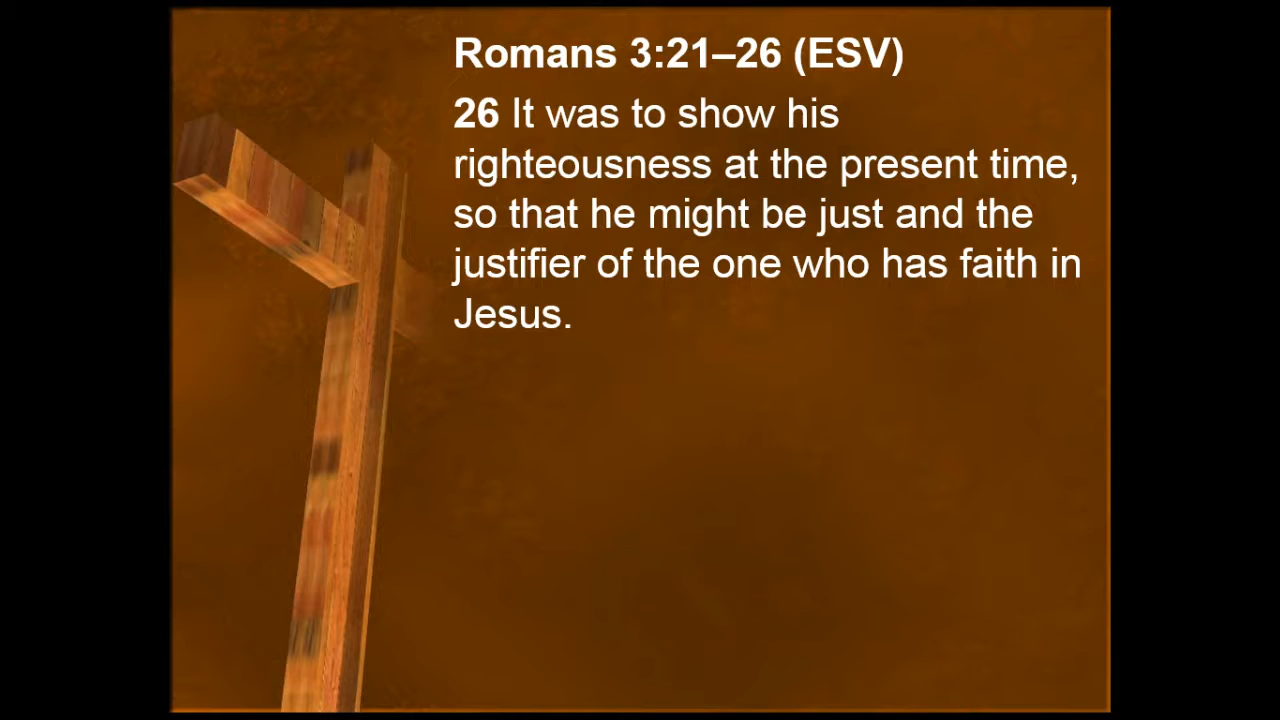 Romans 3:21–26 (ESV)
26 It was to show his
righteousness at the present time,
so that he might be just and the
justifier of the one who has faith in
Jesus.